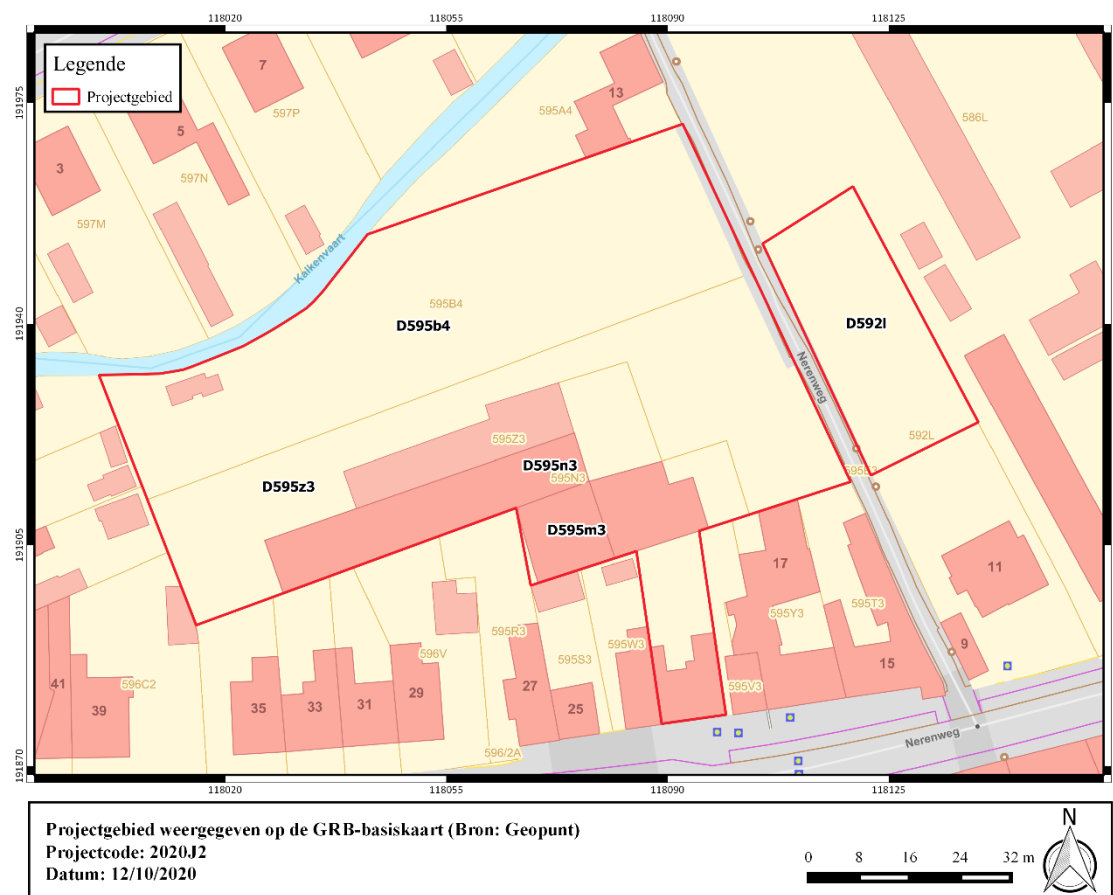 118020 118055 118090 118125
Legende
Projectgebied
191975
191940
191905
191870
7
597P
5
597N
3
597M
595A4
13
586L
Kalkenvaart
595B4
D595b4
D592l
Nerenweg
592L
595Z3
D595n3
595N3
D595z3
D595m3
595E3
17
11
595Y3
595T3
595R3
596V
595W3
595S3
9
15
41
39
596C2
35
33
31
29
27
25
595V3
596/2A
Nerenweg
118020 118055 118090 118125
Projectgebied weergegeven op de GRB-basiskaart (Bron: Geopunt)
Projectcode: 2020J2
Datum: 12/10/2020
0 8 16 24 32 m
N